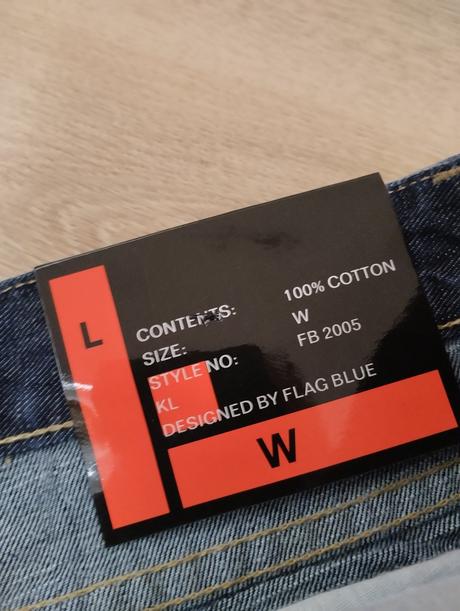 L
CONTENTS: 100% COTTON
SIZE: W
STYLE NO: FB 2005
KL
DESIGNED BY FLAG BLUE
W